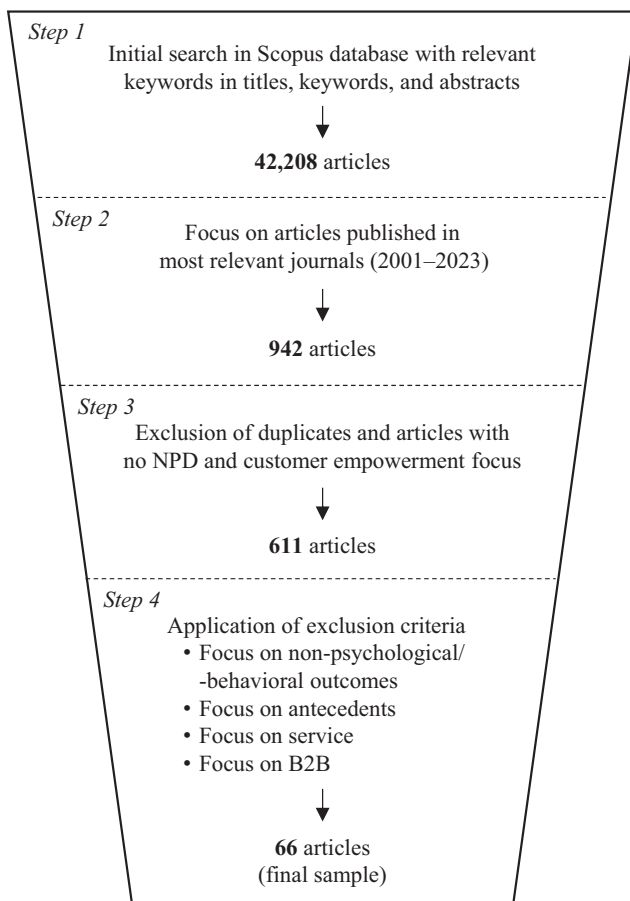 Step 1
Initial search in Scopus database with relevant
keywords in titles, keywords, and abstracts
42,208 articles
Step 2
Focus on articles published in
most relevant journals (2001–2023)
942 articles
Step 3
Exclusion of duplicates and articles with
no NPD and customer empowerment focus
611 articles
Step 4
Application of exclusion criteria
• Focus on non-psychological/
-behavioral outcomes
• Focus on antecedents
• Focus on service
• Focus on B2B
66 articles
(final sample)